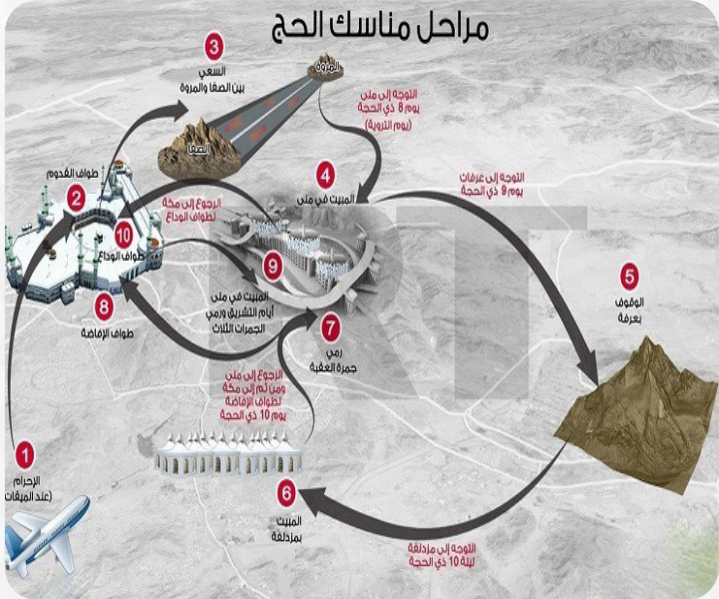 مراحل مناسك الحج
3
السعي
بين الصفا والمروة
المروة
الصفا
التوجه إلى منى
يوم 8 ذي الحجة
(يوم التروية)
4
المبيت في منى
التوجه إلى عرفات
يوم 9 ذي الحجة
طواف القدوم
2
الرجوع إلى مكة
لطواف الوداع
10
طواف الوداع
9
المبيت في منى
أيام التشريق ورمي
الجمرات الثلاث
5
الوقوف
بعرفة
8
طواف الإفاضة
7
رمي
جمرة العقبة
الرجوع إلى منى
ومن ثم إلى مكة
لطواف الإفاضة
يوم 10 ذي الحجة
1
الإحرام
(عند الميقات
6
المبيت
بمزدلفة
التوجه إلى مزدلفة
ليلة 10 ذي الحجة
RT